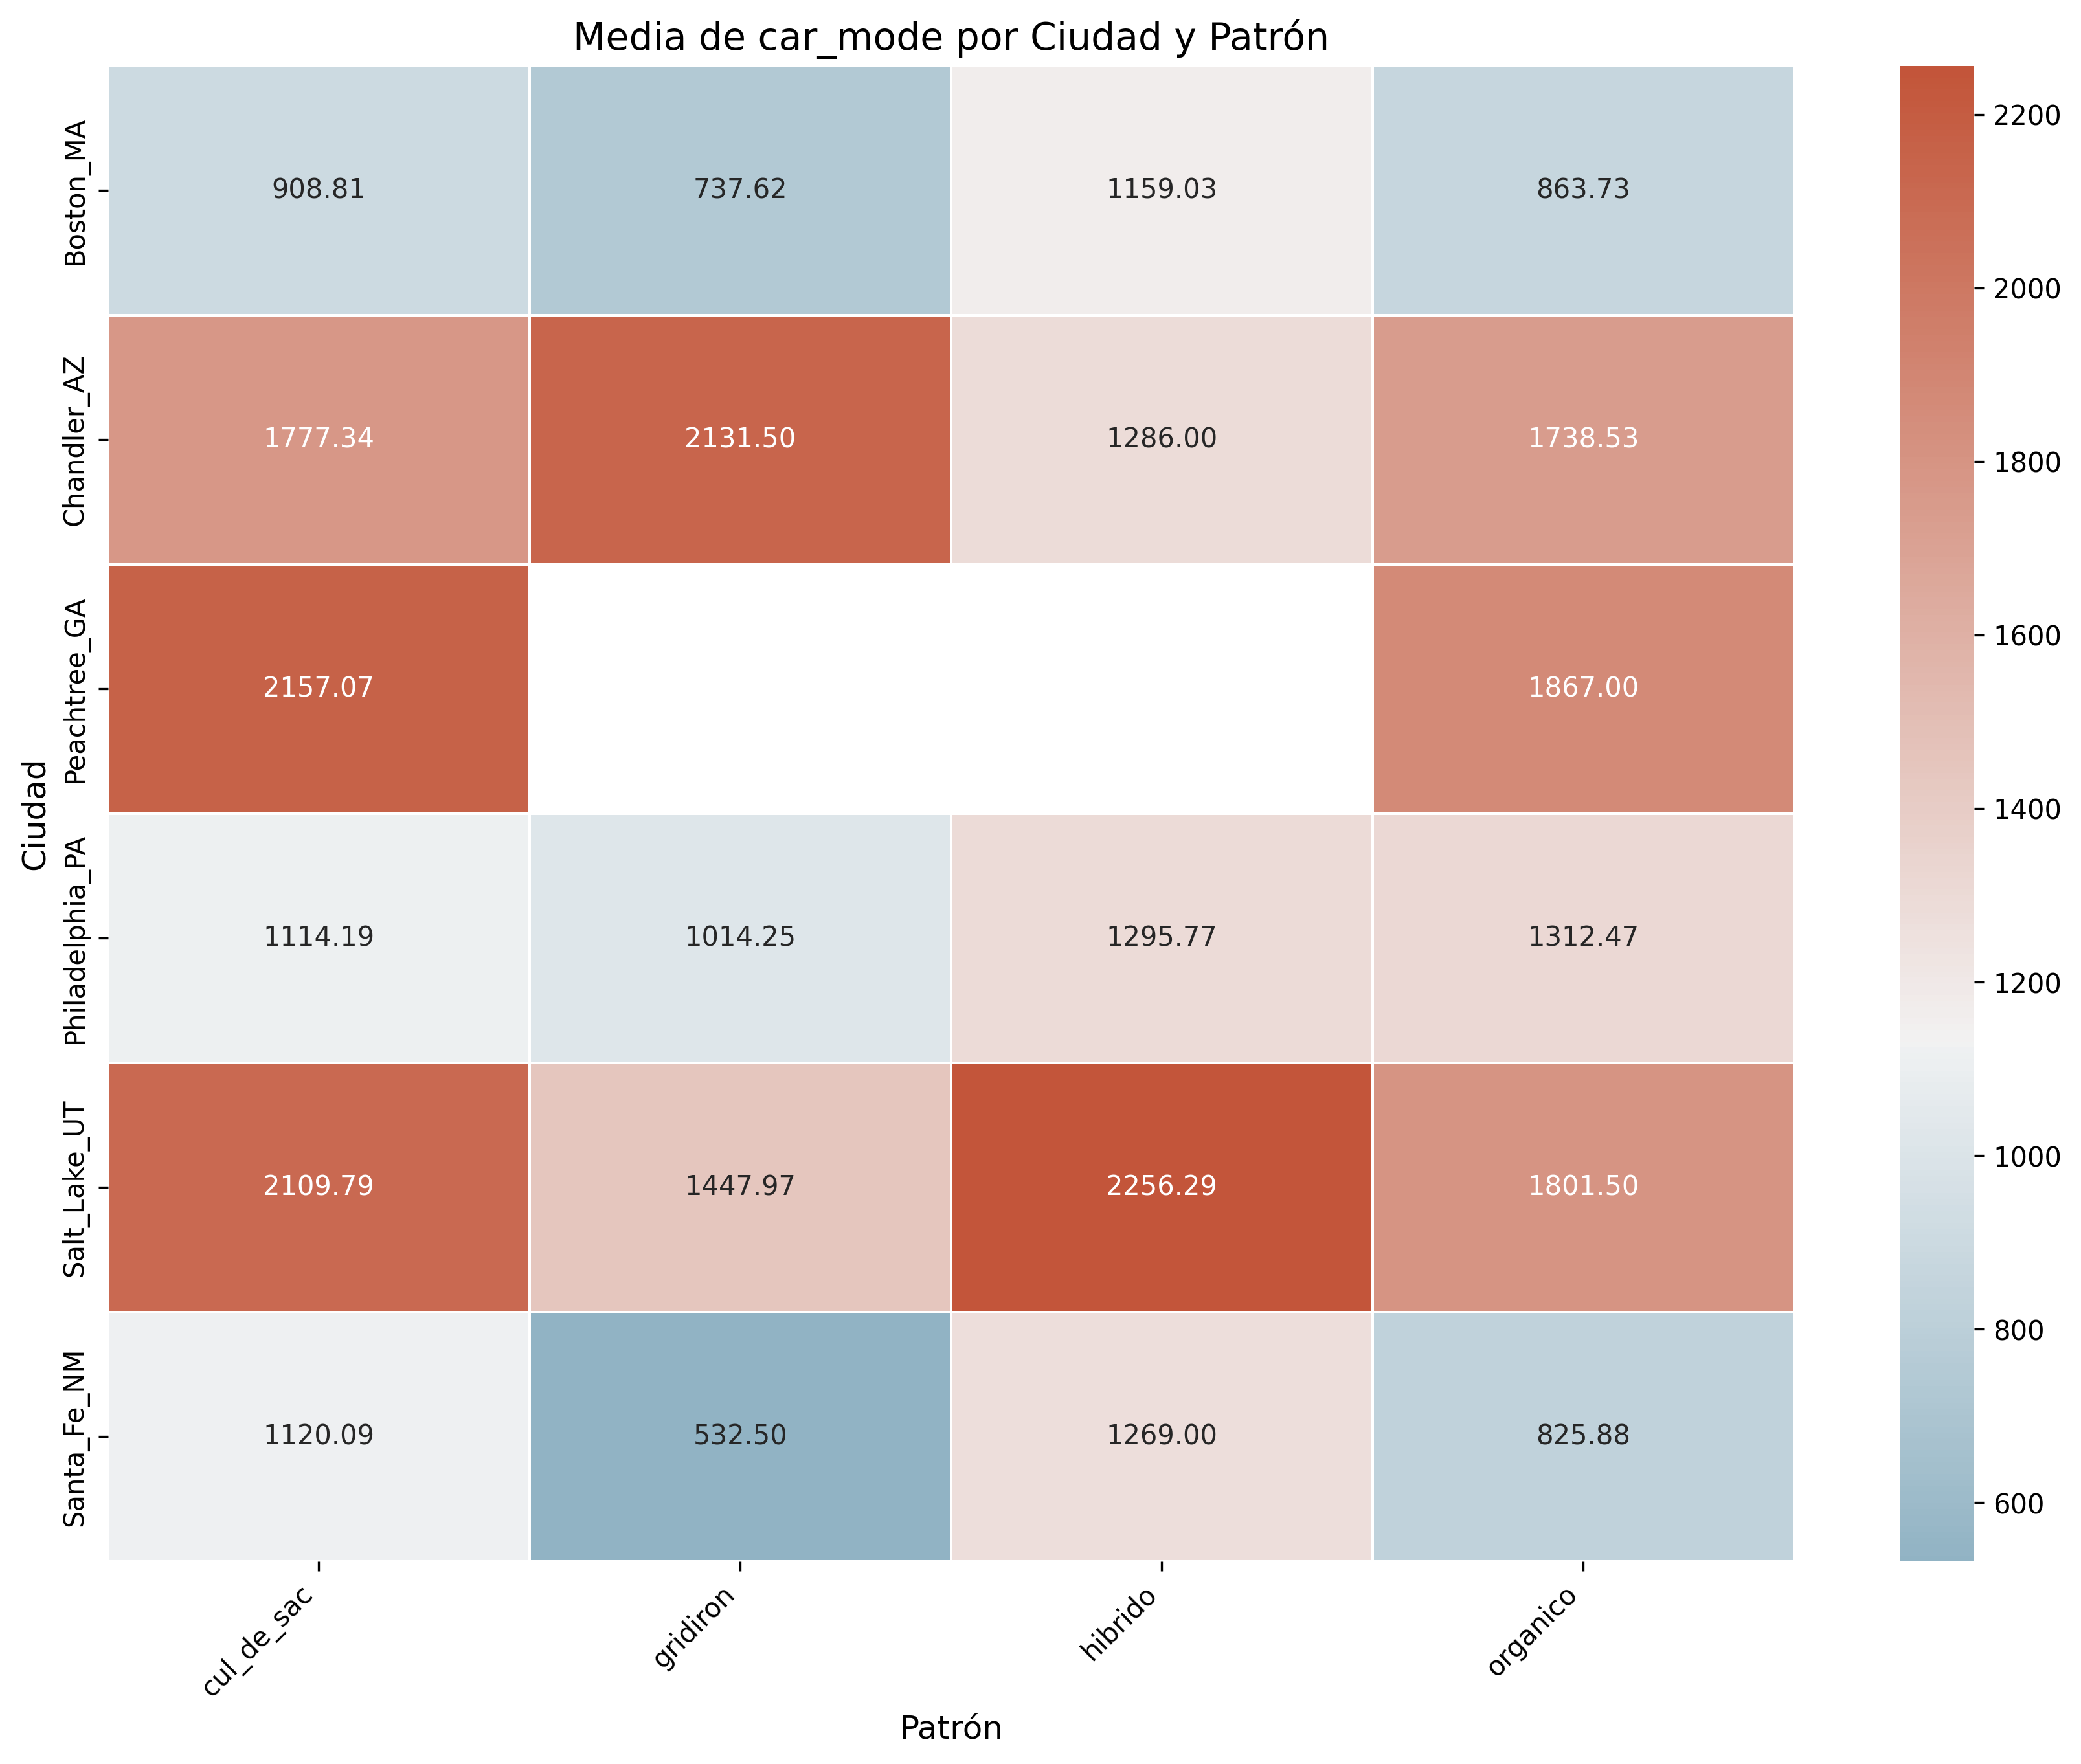 Media de car_mode por Ciudad y Patrón
Ciudad
Boston_MA
908.81 737.62 1159.03 863.73
Chandler_AZ
1777.34 2131.50 1286.00 1738.53
Peachtree_GA
2157.07 1867.00
Philadelphia_PA
1114.19 1014.25 1295.77 1312.47
Salt_Lake_UT
2109.79 1447.97 2256.29 1801.50
Santa_Fe_NM
1120.09 532.50 1269.00 825.88
cul_de_sac
gridiron
hibrido
organico
Patrón
2200
2000
1800
1600
1400
1200
1000
800
600